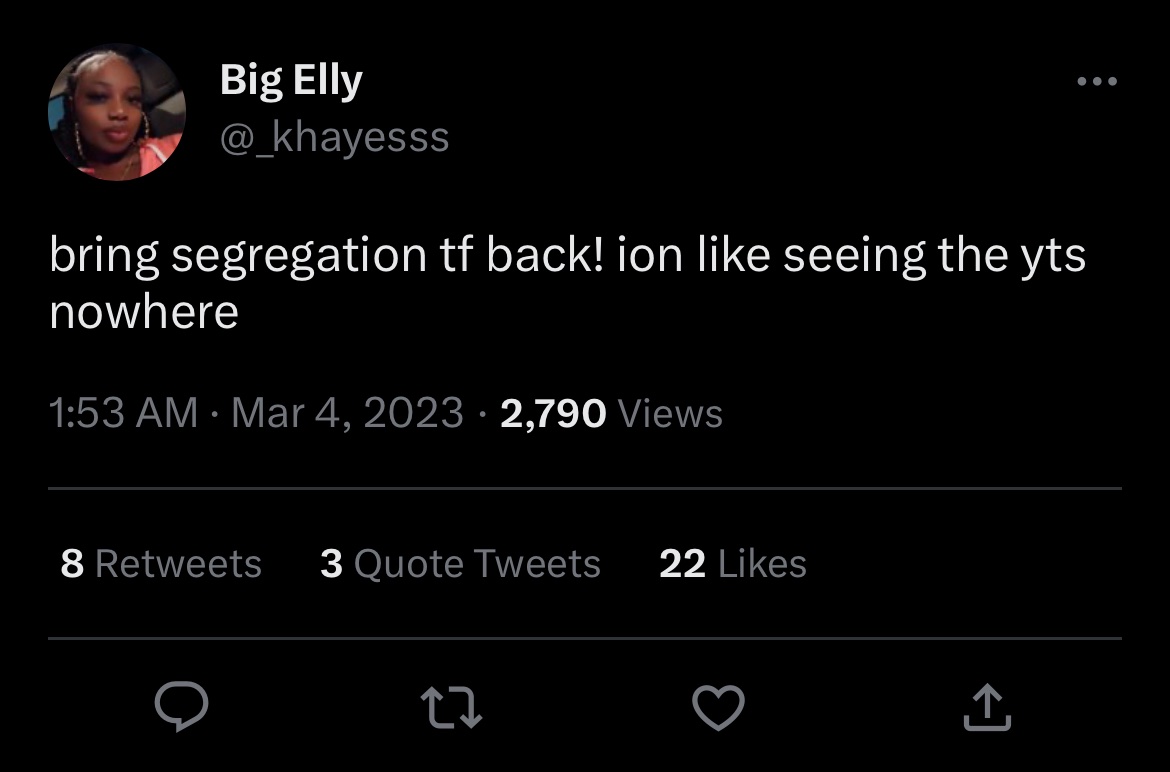 Big Elly
@_khayesss
bring segregation tf back! ion like seeing the yts
nowhere
1:53 AM · Mar 4, 2023 · 2,790 Views
8 Retweets 3 Quote Tweets 22 Likes